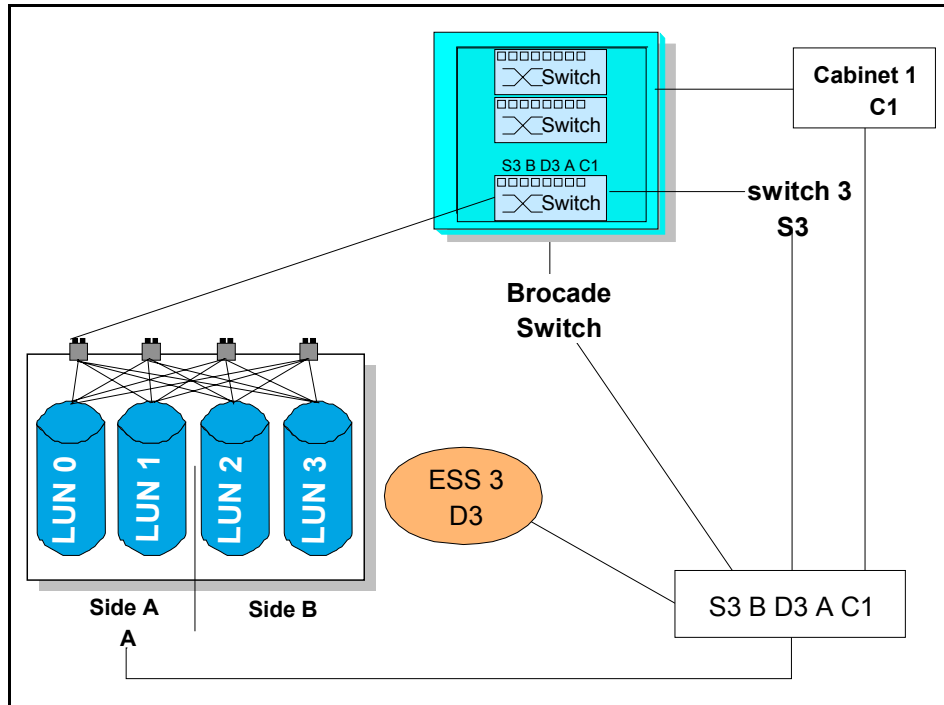 Switch
Switch
S3 B D3 A C1
Switch
Cabinet 1
C1
switch 3
S3
Brocade
Switch
LUN 0
LUN 1
LUN 2
LUN 3
ESS 3
D3
Side A
A
Side B
S3 B D3 A C1